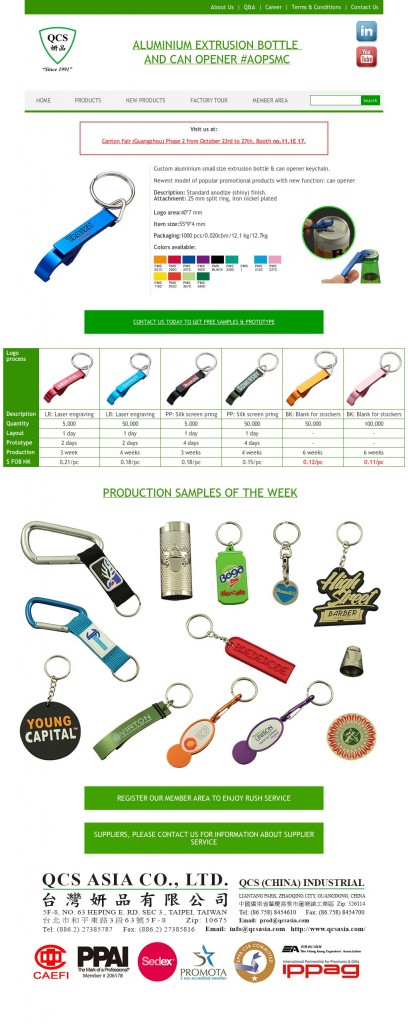 About Us | Q&A | Career | Terms & Conditions | Contact Us
QCS
妍品
"Since 1991"
ALUMINIUM EXTRUSION BOTTLE
AND CAN OPENER #AOPSMC
in
You
Tube
HOME PRODUCTS NEW PRODUCTS FACTORY TOUR MEMBER AREA
Search
Visit us at:
Canton Fair (Guangzhou) Phase 2 from October 23rd to 27th, Booth no.11.1E 17.
Custom aluminium small size extrusion bottle & can opener keychain.
Newest model of popular promotional products with new function: can opener
Description: Standard anodize (shiny) finish.
Attachment: 25 mm split ring, iron nickel plated
Logo area:40*7 mm
Item size:55*9*4 mm
Packaging:1000 pcs/0.020cbm/12,1 kg/12,7kg
Colors available:
CONTACT US TODAY TO GET FREE SAMPLES & PROTOTYPE
Logo
process
Description LR: Laser engraving LR: Laser engraving PP: Silk screen pring PP: Silk screen pring BK: Blank for stockers BK: Blank for stockers
Quantity 5.000 50.000 5.000 50.000 50.000 100.000
Layout 1 day 1 day 1 day 1 day - -
Prototype 2 days 2 days 4 days 4 days - -
Production 3 week 4 weeks 3 weeks 4 weeks 6 weeks 6 weeks
$ FOB HK 0.21/pc 0.18/pc 0.18/pc 0.15/pc 0.12/pc 0.11/pc
PRODUCTION SAMPLES OF THE WEEK
Bega
High
Street
BARBER
YOUNG
CAPITAL
VIRTON
UNISON
REGISTER OUR MEMBER AREA TO ENJOY RUSH SERVICE
SUPPLIERS, PLEASE CONTACT US FOR INFORMATION ABOUT SUPPLIER
SERVICE
QCS ASIA CO., LTD.
台灣妍品有限公司
5F-8, NO. 63 HEPING E. RD. SEC 3., TAIPEI, TAIWAN
台北市和平東路3段63號5F-8 Zip: 10675
Tel: (886.2) 27385787 Fax: (886.2) 27385816
QCS (CHINA) INDUSTRIAL
LIANTANG PARK, ZHAOQING CITY, GUANGDONG, CHINA
Zip: 526114
Tel: (86.758) 8454610 Fax: (86.758) 8454700
Email: prod@qcsasia.com
Email: info@qcsasia.com http://www.qcsasia.com/
CAEFI
PPAI
The Mark of a Professional
Member # 206178
Sedex
PROMOTA
EFA
The Hong Kong Exporters' Association
ippag